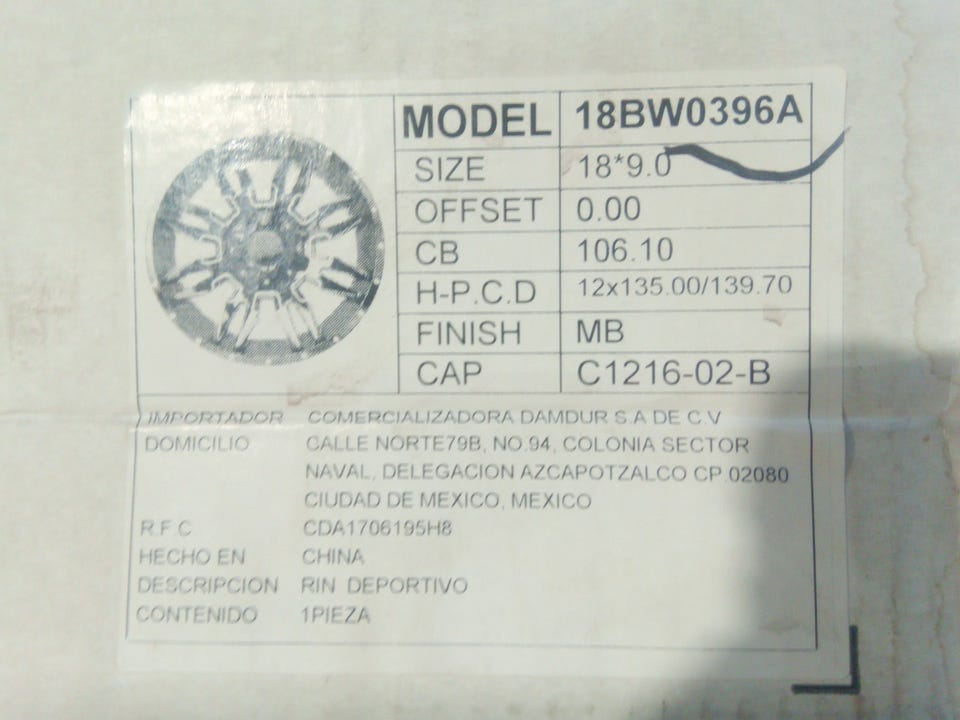 MODEL 18BW0396A
SIZE 18*9.0
OFFSET 0.00
CB 106.10
H-P.C.D 12x135.00/139.70
FINISH MB
CAP C1216-02-B
IMPORTADOR COMERCIALIZADORA DAMDUR S.A DE C.V
DOMICILIO CALLE NORTE79B, NO.94, COLONIA SECTOR
NAVAL, DELEGACION AZCAPOTZALCO CP.02080
CIUDAD DE MEXICO, MEXICO
R.F.C CDA1706195H8
HECHO EN CHINA
DESCRIPCION RIN DEPORTIVO
CONTENIDO 1PIEZA